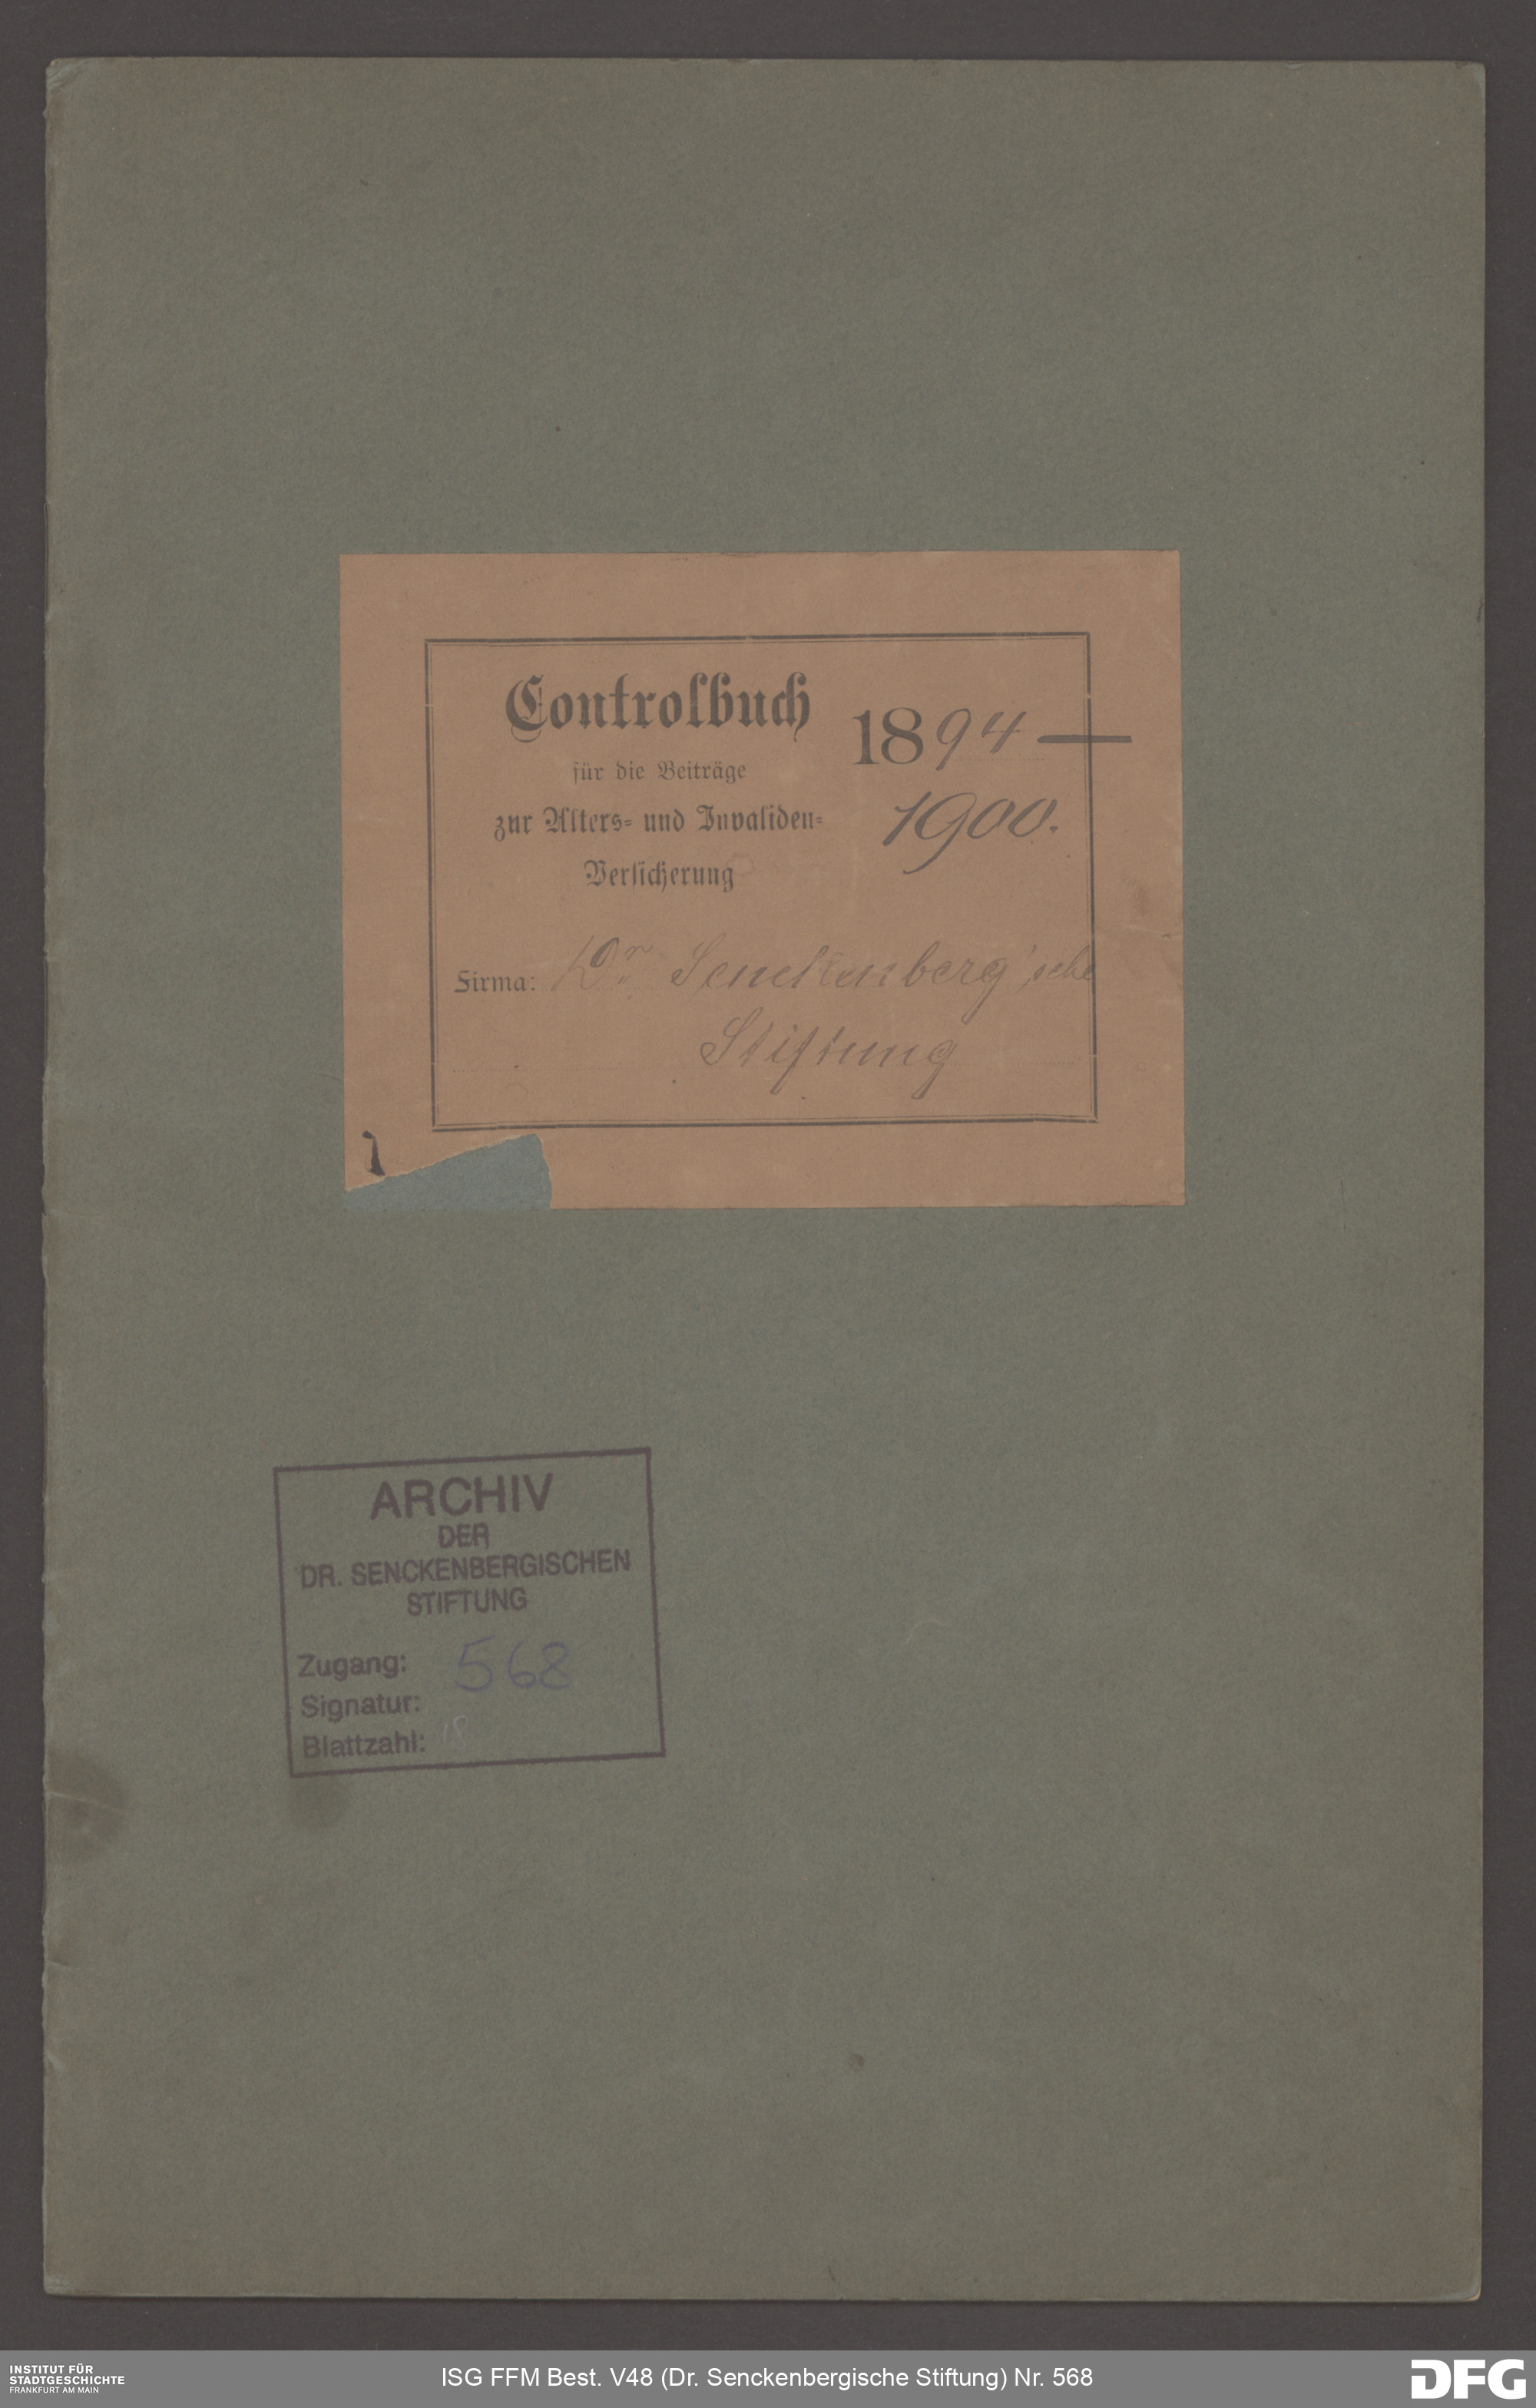 Controlbuch
für die Beiträge
zur Alters- und Invaliden-
Versicherung
1894 —
1900.
Firma: Dr. Senckenberg'sche
Stiftung
ARCHIV
DER
DR. SENCKENBERGISCHEN
STIFTUNG
Zugang: 568
Signatur:
Blattzahl: 18
INSTITUT FÜR
STADTGESCHICHTE
FRANKFURT AM MAIN
ISG FFM Best. V48 (Dr. Senckenbergische Stiftung) Nr. 568
DFG